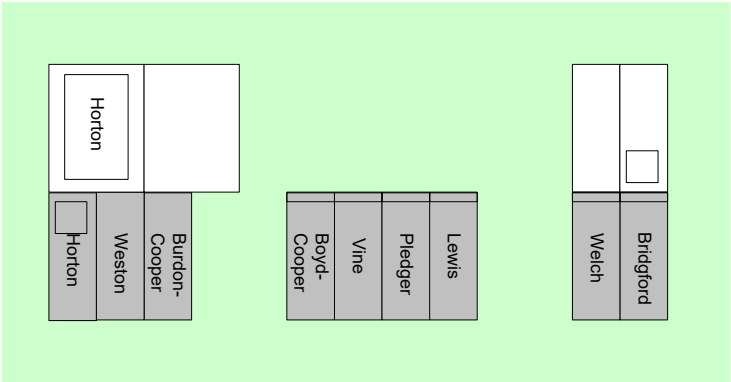 Horton
Horton
Weston
Burdon-
Cooper
Boyd-
Cooper
Vine
Pledger
Lewis
Welch
Bridgford